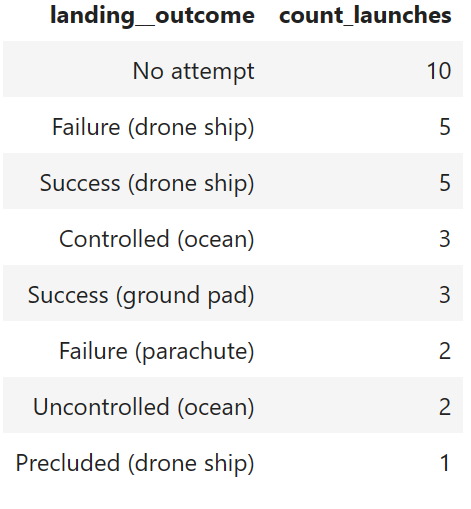 landing__outcome count_launches
No attempt 10
Failure (drone ship) 5
Success (drone ship) 5
Controlled (ocean) 3
Success (ground pad) 3
Failure (parachute) 2
Uncontrolled (ocean) 2
Precluded (drone ship) 1